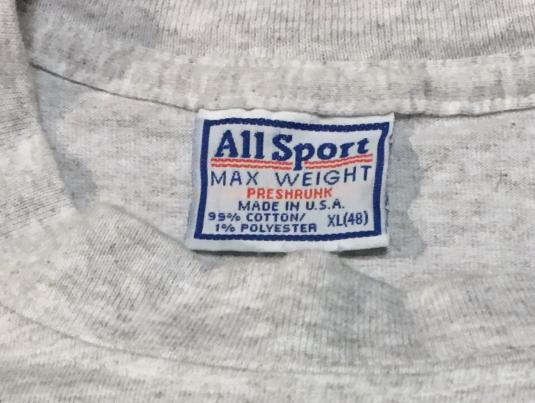 All Sport
MAX WEIGHT
PRESHRUNK
MADE IN U.S.A.
99% COTTON/
1% POLYESTER XL(48)